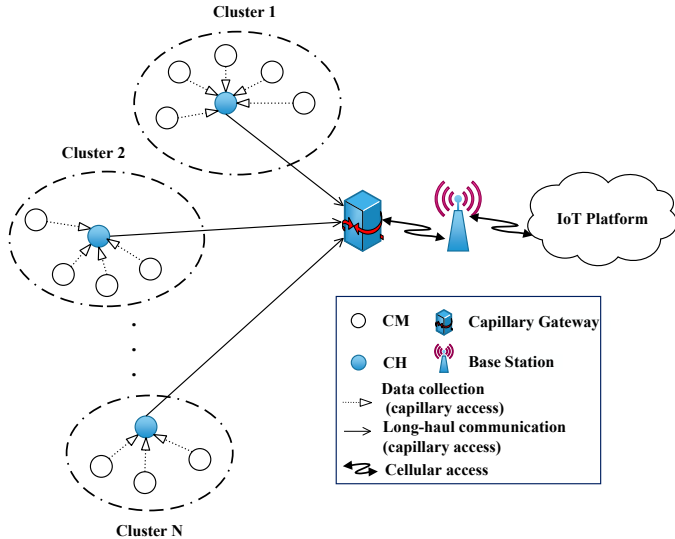 Cluster 1
Cluster 2
IoT Platform
CM
Capillary Gateway
CH
Base Station
Data collection
(capillary access)
Long-haul communication
(capillary access)
Cellular access
Cluster N